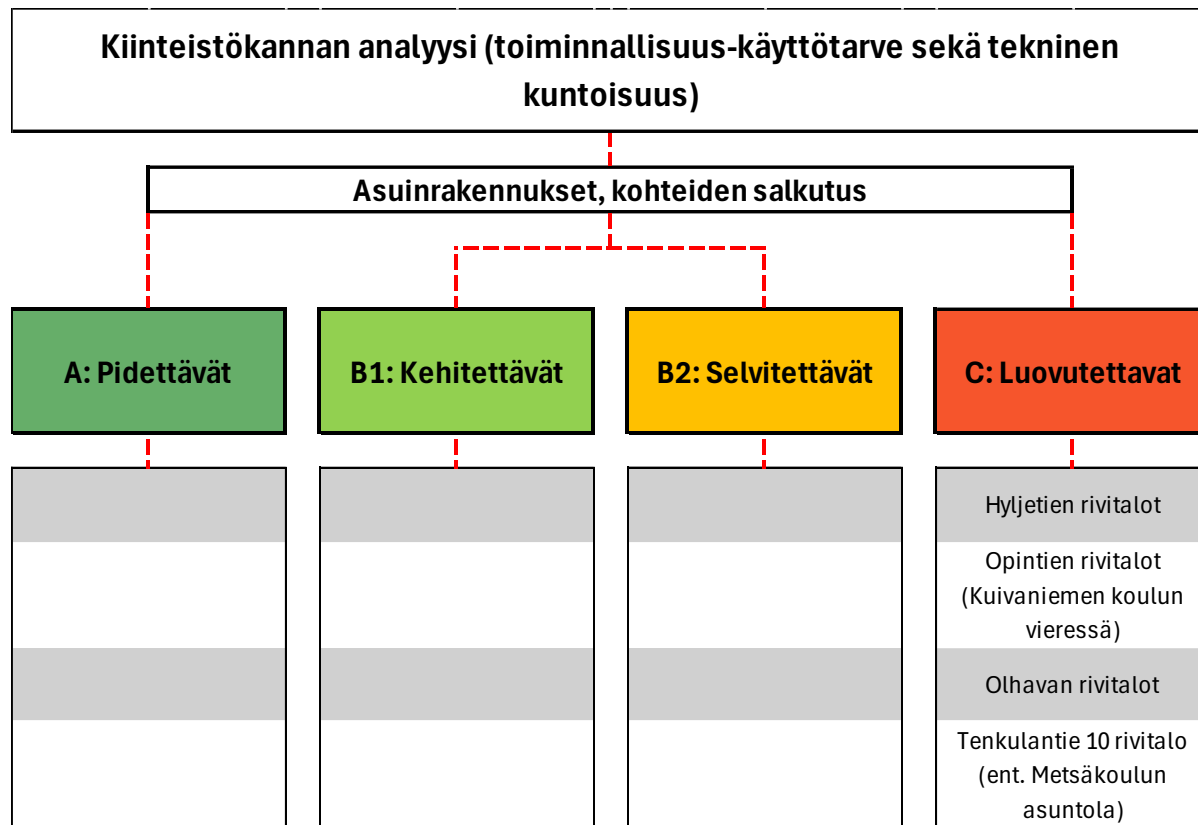 Kiinteistökannan analyysi (toiminnallisuus-käyttötarve sekä tekninen
kuntoisuus)
Asuinrakennukset, kohteiden salkutus
A: Pidettävät
B1: Kehitettävät
B2: Selvitettävät
C: Luovutettavat
Hyljetien rivitalot
Opintien rivitalot
(Kuivaniemen koulun
vieressä)
Olhavan rivitalot
Tenkulantie 10 rivitalo
(ent. Metsäkoulun
asuntola)